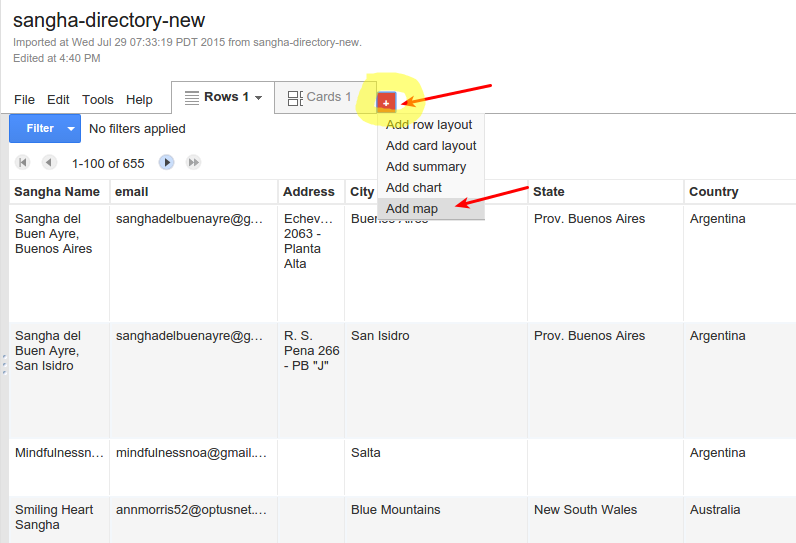 sangha-directory-new
Imported at Wed Jul 29 07:33:19 PDT 2015 from sangha-directory-new.
Edited at 4:40 PM
File Edit Tools Help Rows 1 Cards 1 +
Filter No filters applied
Add row layout
Add card layout
Add summary
Add chart
Add map
1-100 of 655
Sangha Name email Address City State Country
Sangha del
Buen Ayre,
Buenos Aires
sanghadelbuenayre@g…
Echev…
2063 -
Planta
Alta
Buenos Aires
Prov. Buenos Aires
Argentina
Sangha del
Buen Ayre,
San Isidro
sanghadelbuenayre@g…
R. S.
Pena 266
- PB "J"
San Isidro
Prov. Buenos Aires
Argentina
Mindfulnessn… mindfulnessnoa@gmail.… Salta Argentina
Smiling Heart
Sangha
annmorris52@optusnet.…
Blue Mountains
New South Wales
Australia